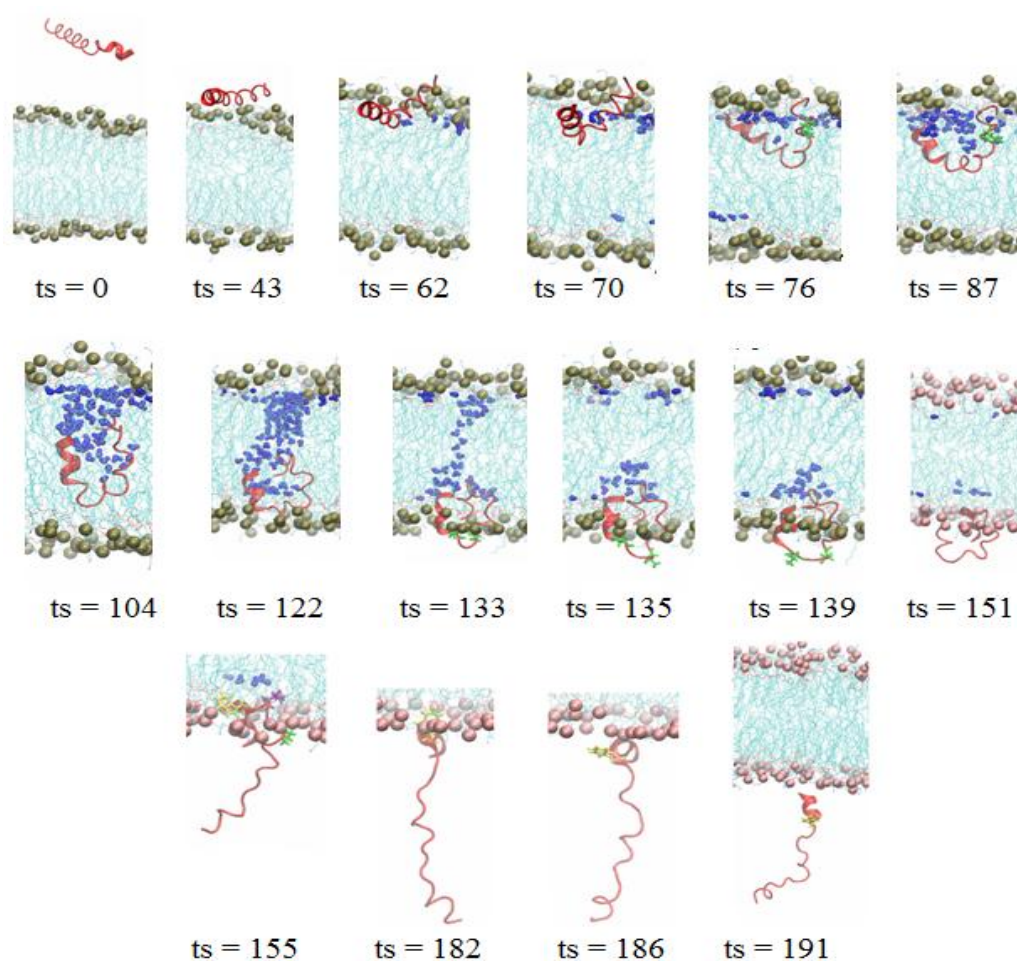 ts = 0 ts = 43 ts = 62 ts = 70 ts = 76 ts = 87
ts = 104 ts = 122 ts = 133 ts = 135 ts = 139 ts = 151
ts = 155 ts = 182 ts = 186 ts = 191